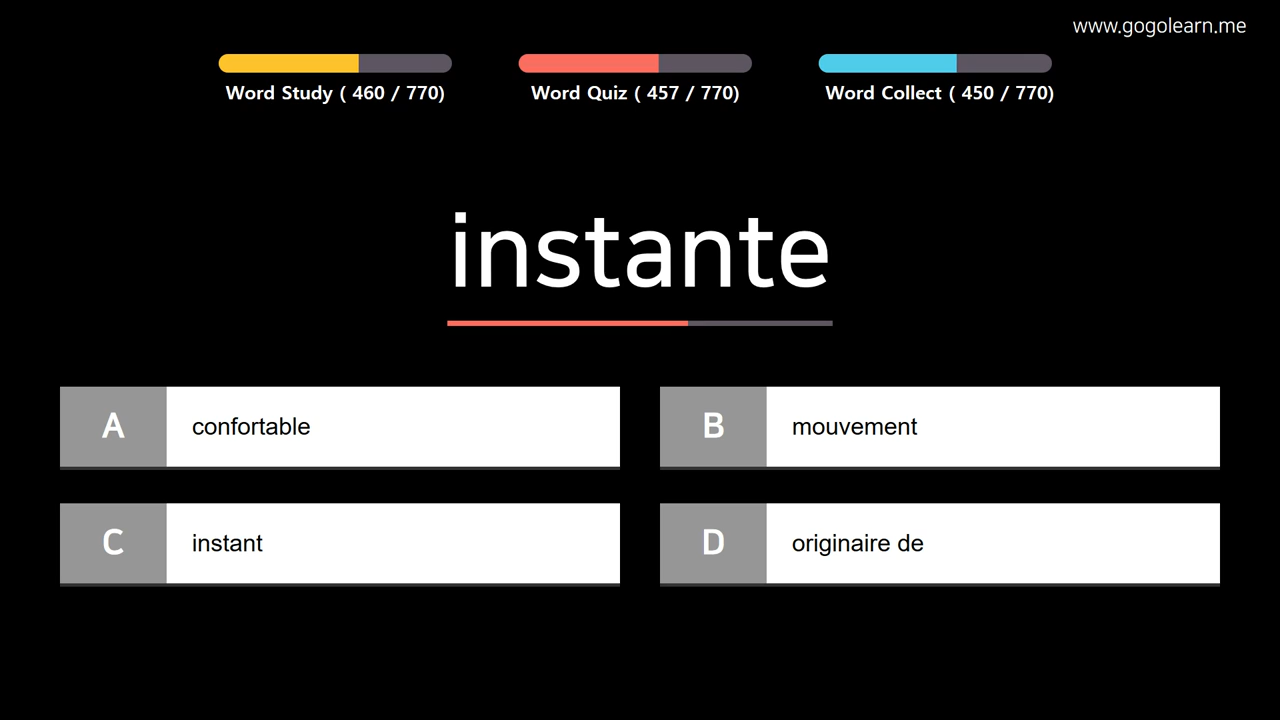 www.gogolearn.me
Word Study ( 460 / 770)
Word Quiz ( 457 / 770)
Word Collect ( 450 / 770)
instante
A confortable
B mouvement
C instant
D originaire de